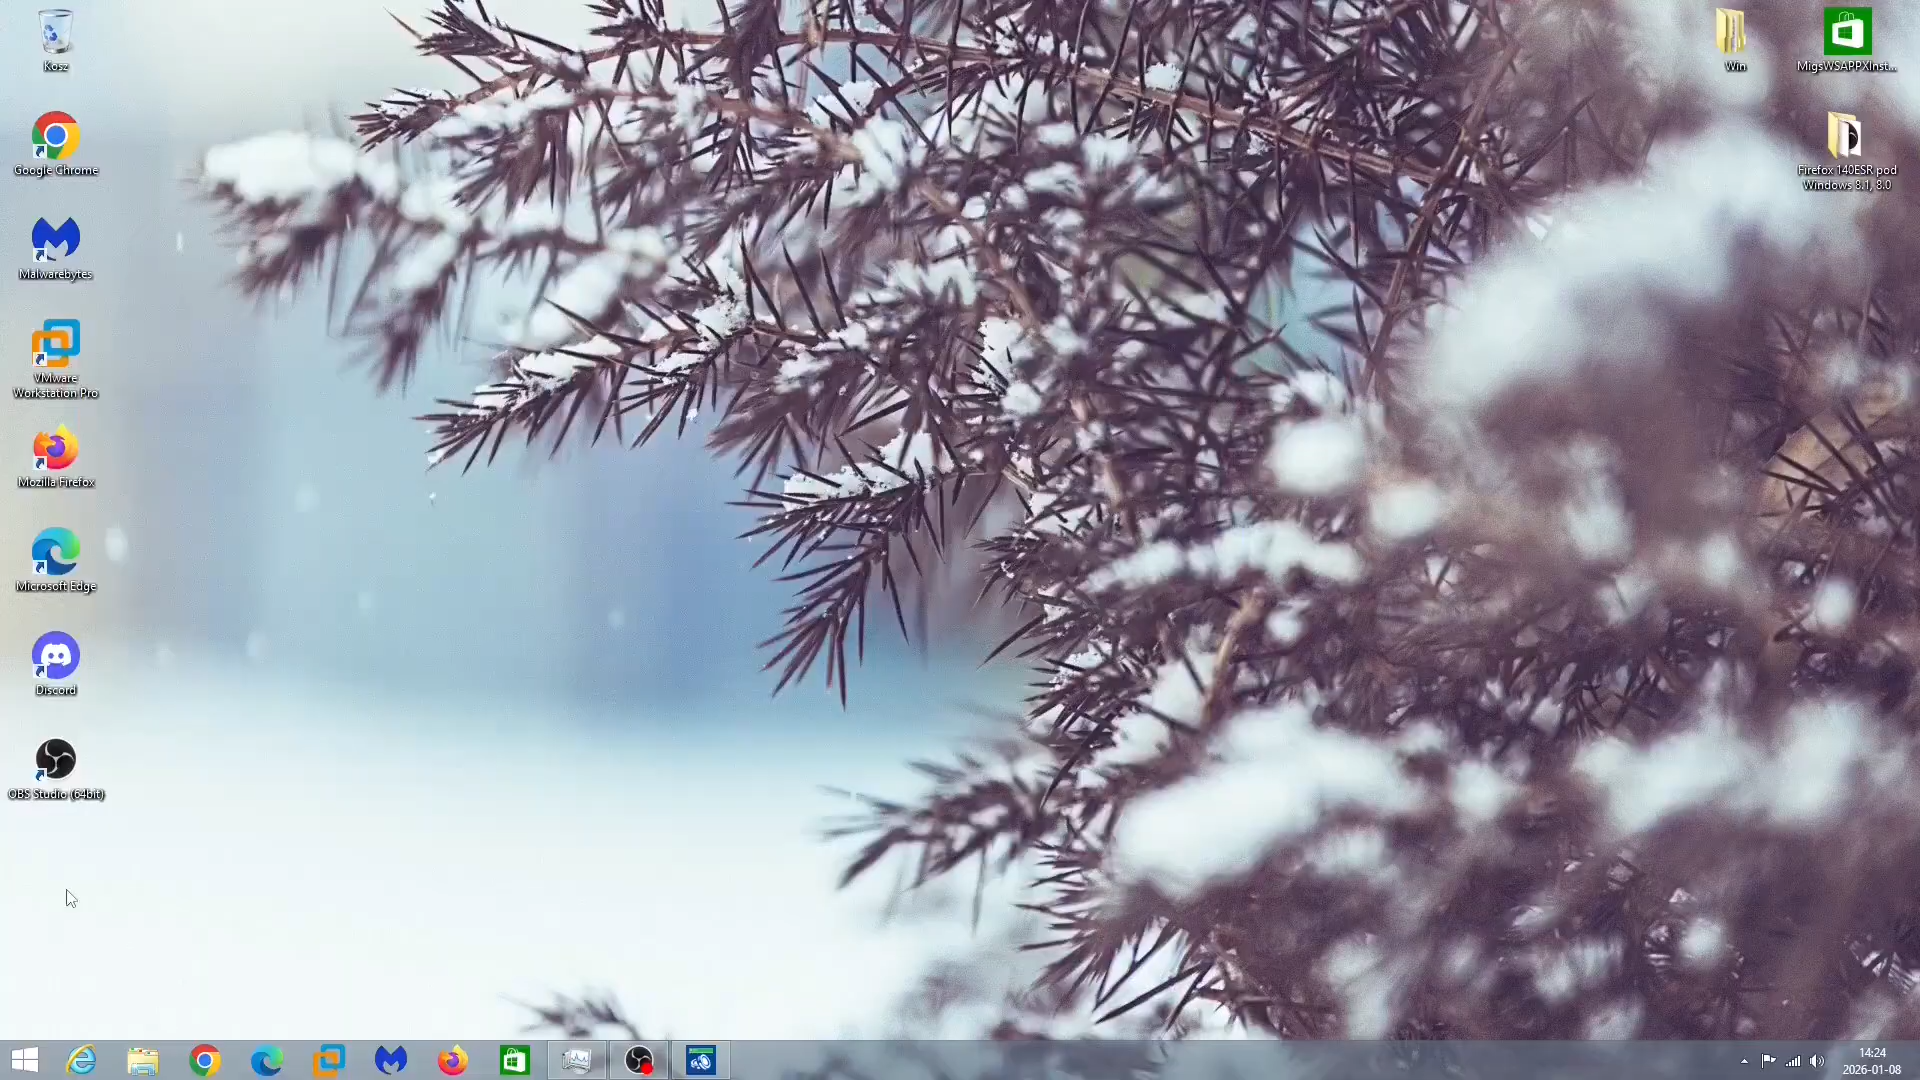 Kosz
Google Chrome
Malwarebytes
VMware
Workstation Pro
Mozilla Firefox
Microsoft Edge
Discord
OBS Studio (64bit)
Win
MigsWSAPPXInst...
Firefox 140ESR pod
Windows 8.1, 8.0
14:24
2026-01-08